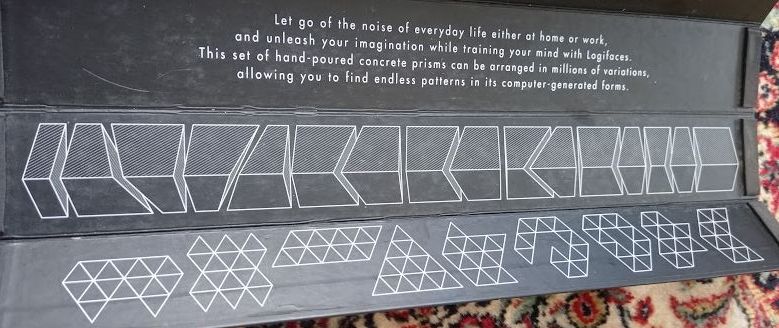 Let go of the noise of everyday life either at home or work,
and unleash your imagination while training your mind with Logifaces.
This set of hand-poured concrete prisms can be arranged in millions of variations,
allowing you to find endless patterns in its computer-generated forms.